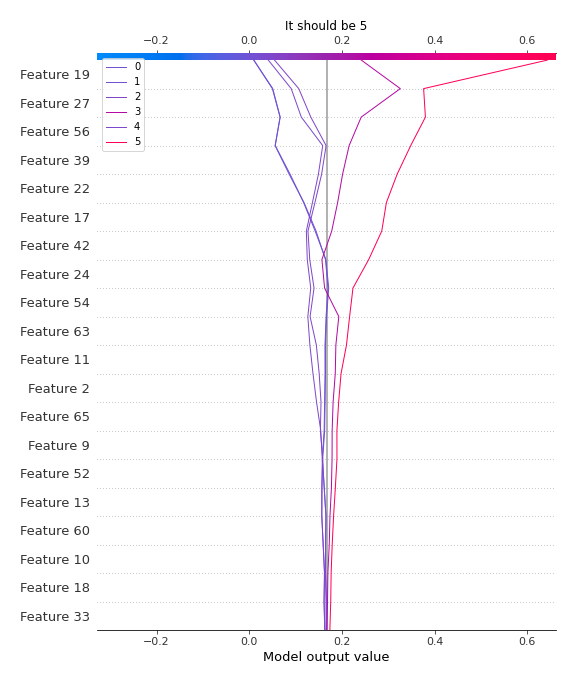 It should be 5
−0.2 0.0 0.2 0.4 0.6
0
1
2
3
4
5
Feature 19
Feature 27
Feature 56
Feature 39
Feature 22
Feature 17
Feature 42
Feature 24
Feature 54
Feature 63
Feature 11
Feature 2
Feature 65
Feature 9
Feature 52
Feature 13
Feature 60
Feature 10
Feature 18
Feature 33
−0.2 0.0 0.2 0.4 0.6
Model output value